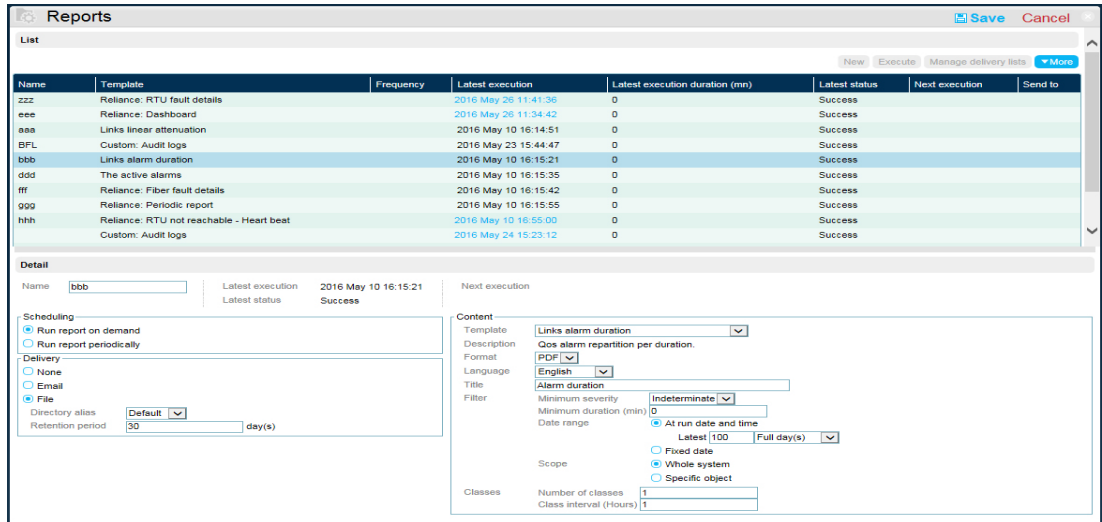 Reports Save Cancel
List
New Execute Manage delivery lists ▼More
Name Template Frequency Latest execution Latest execution duration (mn) Latest status Next execution Send to
zzz Reliance: RTU fault details 2016 May 26 11:41:36 0 Success
eee Reliance: Dashboard 2016 May 26 11:34:42 0 Success
aaa Links linear attenuation 2016 May 10 16:14:51 0 Success
BFL Custom: Audit logs 2016 May 23 15:44:47 0 Success
bbb Links alarm duration 2016 May 10 16:15:21 0 Success
ddd The active alarms 2016 May 10 16:15:35 0 Success
fff Reliance: Fiber fault details 2016 May 10 16:15:42 0 Success
ggg Reliance: Periodic report 2016 May 10 16:15:55 0 Success
hhh Reliance: RTU not reachable - Heart beat 2016 May 10 16:55:00 0 Success
Custom: Audit logs 2016 May 24 15:23:12 0 Success
Detail
Name bbb Latest execution 2016 May 10 16:15:21 Next execution
Latest status Success
Scheduling
Run report on demand
Run report periodically
Delivery
None
Email
File
Directory alias Default
Retention period 30 day(s)
Content
Template Links alarm duration
Description Qos alarm repartition per duration.
Format PDF
Language English
Title Alarm duration
Filter Minimum severity Indeterminate
Minimum duration (min) 0
Date range At run date and time
Latest 100 Full day(s)
Fixed date
Scope Whole system
Specific object
Classes Number of classes 1
Class interval (Hours) 1